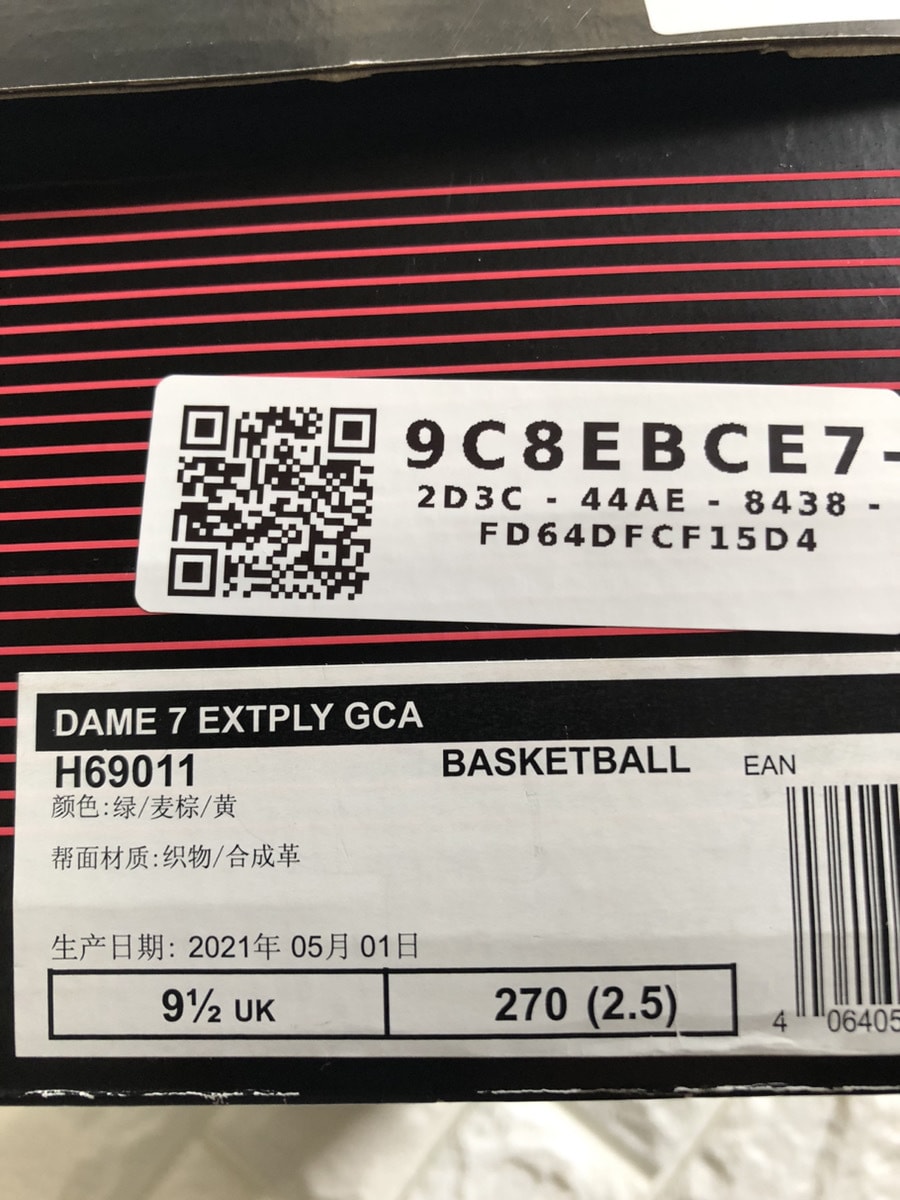 9C8EBCE7-
2D3C - 44AE - 8438 -
FD64DFCF15D4
DAME 7 EXTPLY GCA
H69011
BASKETBALL
EAN
颜色:绿/麦棕/黄
帮面材质:织物/合成革
生产日期: 2021年 05月 01日
9½ UK
270 (2.5)
4 06405